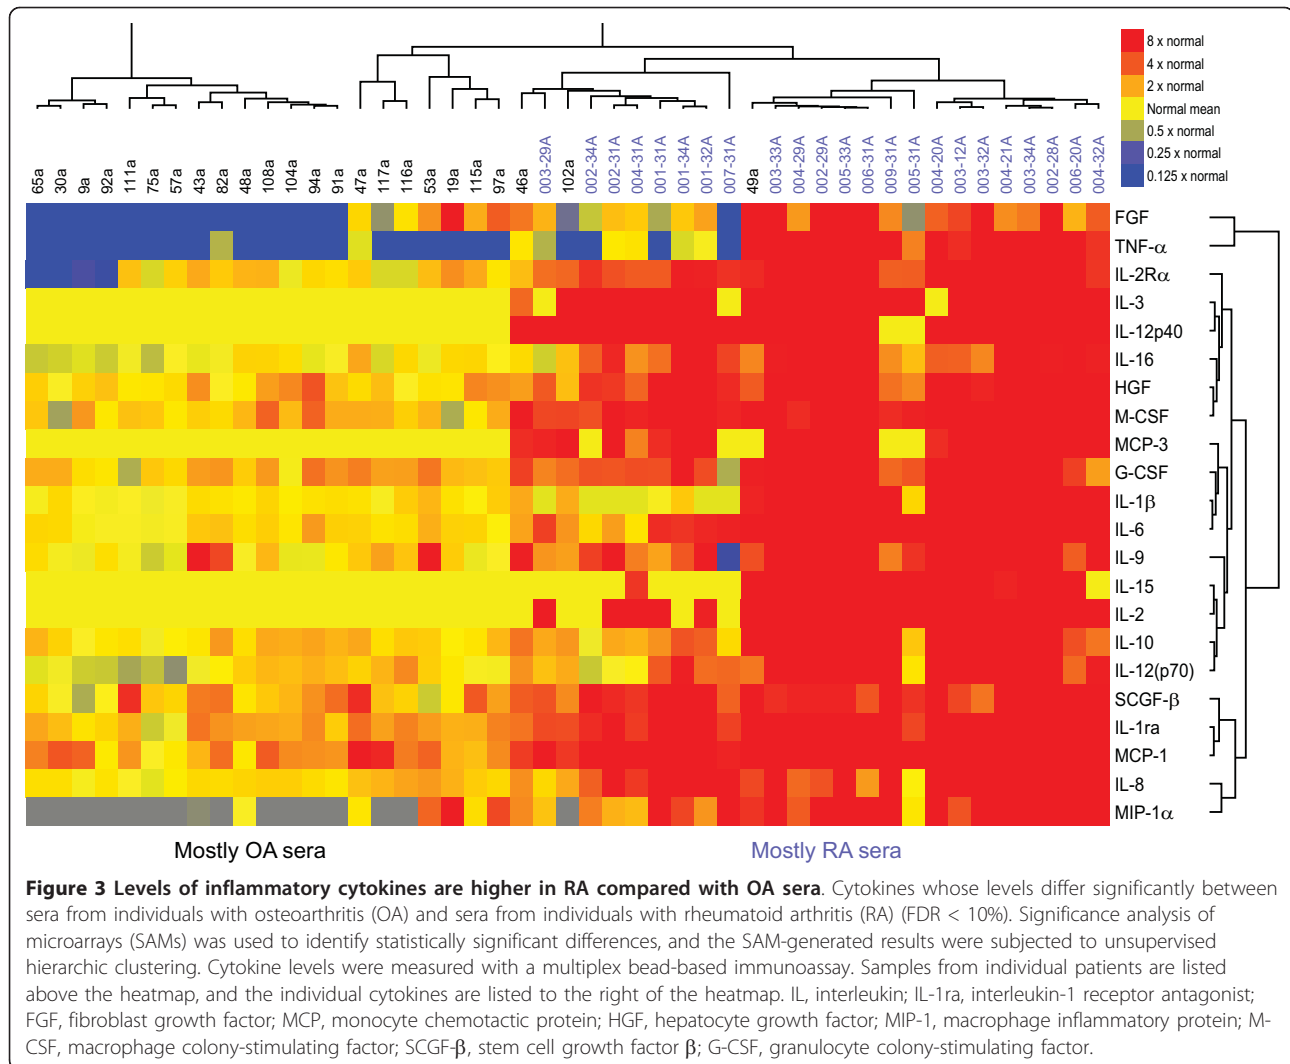 8 x normal
4 x normal
2 x normal
Normal mean
0.5 x normal
0.25 x normal
0.125 x normal
65a 30a 9a 92a 111a 75a 57a 43a 82a 48a 108a 104a 94a 91a 47a 117a 116a 53a 19a 115a 97a 46a 003-29A 102a 002-34A 002-31A 004-31A 001-31A 001-34A 001-32A 007-31A 49a 003-33A 004-29A 002-29A 005-33A 006-31A 009-31A 005-31A 004-20A 003-12A 003-32A 004-21A 003-34A 002-28A 006-20A 004-32A
FGF
TNF-α
IL-2Rα
IL-3
IL-12p40
IL-16
HGF
M-CSF
MCP-3
G-CSF
IL-1β
IL-6
IL-9
IL-15
IL-2
IL-10
IL-12(p70)
SCGF-β
IL-1ra
MCP-1
IL-8
MIP-1α
Mostly OA sera Mostly RA sera
Figure 3 Levels of inflammatory cytokines are higher in RA compared with OA sera. Cytokines whose levels differ significantly between
sera from individuals with osteoarthritis (OA) and sera from individuals with rheumatoid arthritis (RA) (FDR < 10%). Significance analysis of
microarrays (SAMs) was used to identify statistically significant differences, and the SAM-generated results were subjected to unsupervised
hierarchic clustering. Cytokine levels were measured with a multiplex bead-based immunoassay. Samples from individual patients are listed
above the heatmap, and the individual cytokines are listed to the right of the heatmap. IL, interleukin; IL-1ra, interleukin-1 receptor antagonist;
FGF, fibroblast growth factor; MCP, monocyte chemotactic protein; HGF, hepatocyte growth factor; MIP-1, macrophage inflammatory protein; M-
CSF, macrophage colony-stimulating factor; SCGF-β, stem cell growth factor β; G-CSF, granulocyte colony-stimulating factor.